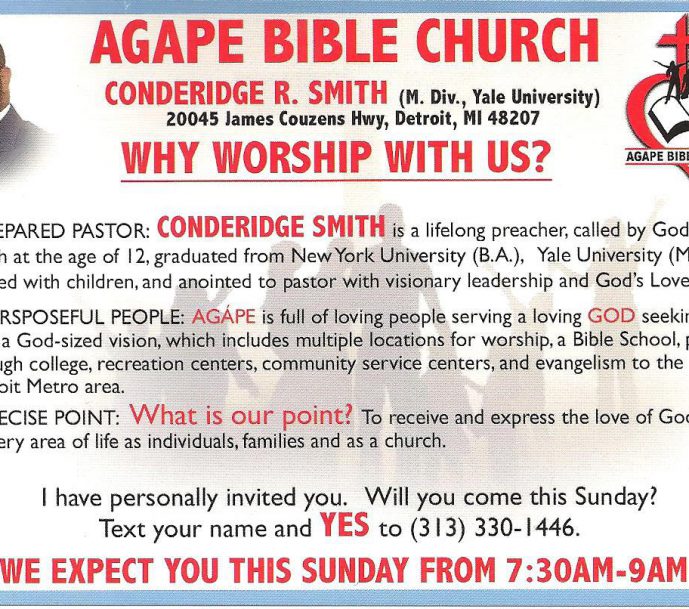 AGAPE BIBLE CHURCH
CONDERIDGE R. SMITH (M. Div., Yale University)
20045 James Couzens Hwy, Detroit, MI 48207
WHY WORSHIP WITH US?
AGAPE BIBL
EPARED PASTOR: CONDERIDGE SMITH is a lifelong preacher, called by God
h at the age of 12, graduated from New York University (B.A.), Yale University (M
ed with children, and anointed to pastor with visionary leadership and God's Love
RSPOSEFUL PEOPLE: AGÁPE is full of loving people serving a loving GOD seekin
a God-sized vision, which includes multiple locations for worship, a Bible School, p
ugh college, recreation centers, community service centers, and evangelism to the
oit Metro area.
ECISE POINT: What is our point? To receive and express the love of God
ery area of life as individuals, families and as a church.
I have personally invited you. Will you come this Sunday?
Text your name and YES to (313) 330-1446.
WE EXPECT YOU THIS SUNDAY FROM 7:30AM-9AM